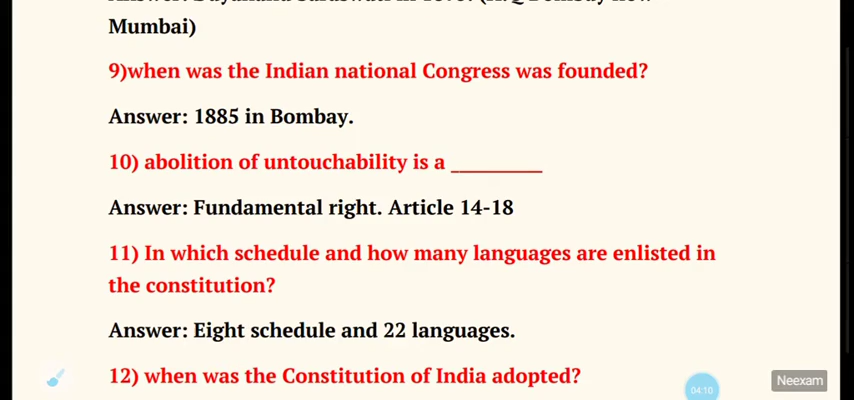 Mumbai)
9)when was the Indian national Congress was founded?
Answer: 1885 in Bombay.
10) abolition of untouchability is a __________
Answer: Fundamental right. Article 14-18
11) In which schedule and how many languages are enlisted in
the constitution?
Answer: Eight schedule and 22 languages.
12) when was the Constitution of India adopted?
04:10
Neexam